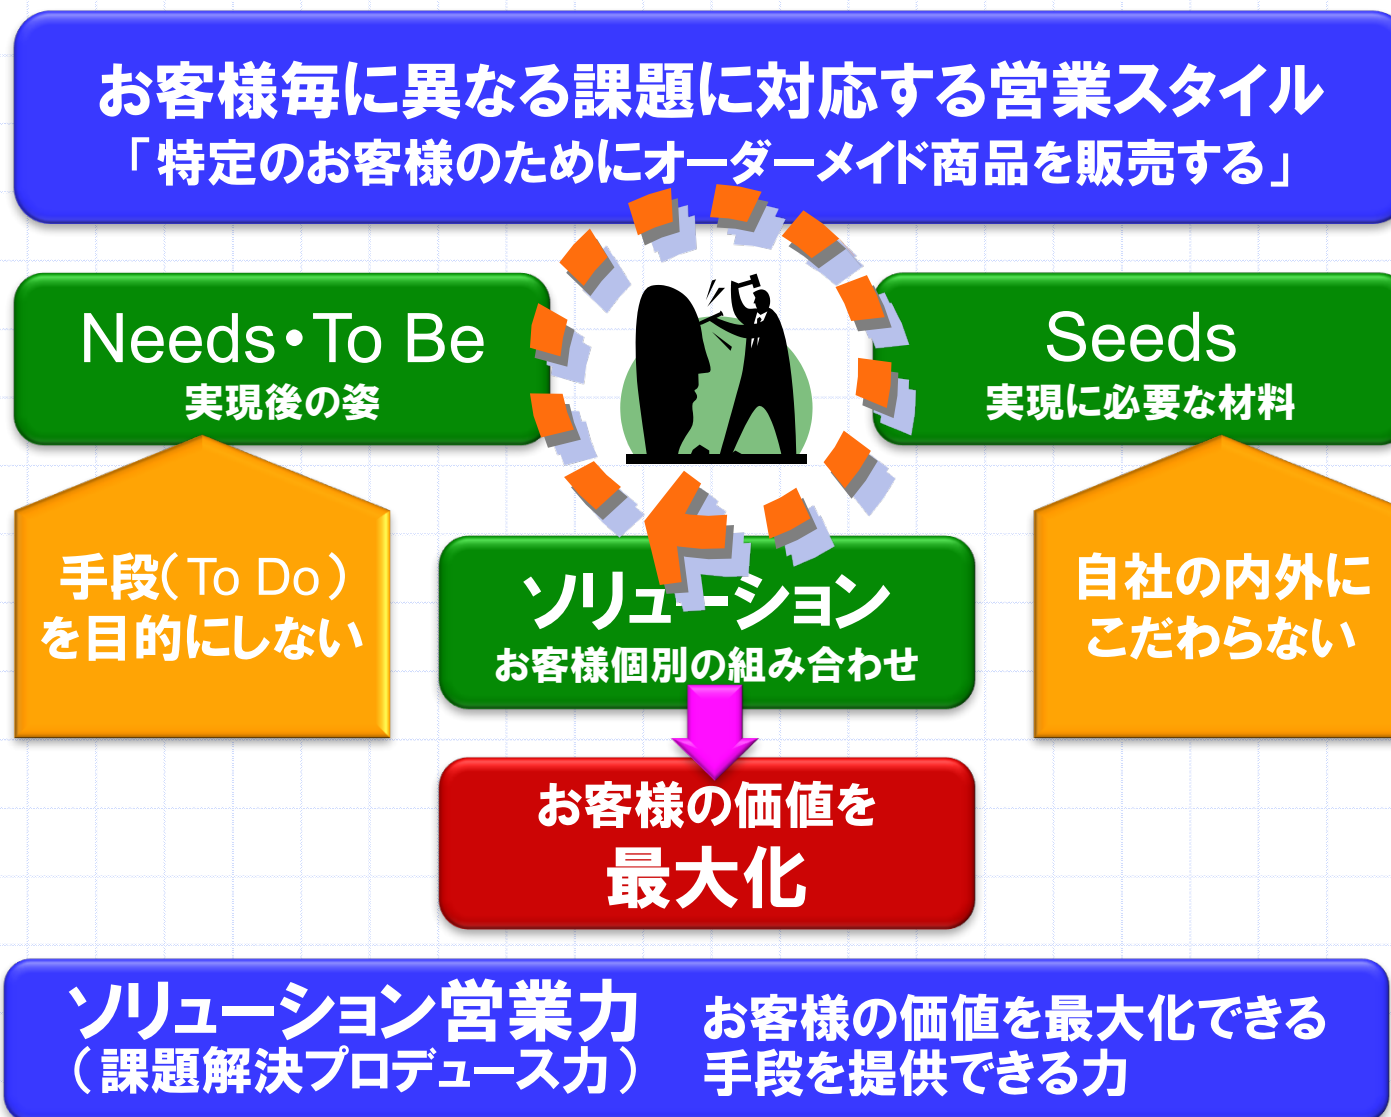 お客様毎に異なる課題に対応する営業スタイル
「特定のお客様のためにオーダーメイド商品を販売する」
Needs・To Be
実現後の姿
Seeds
実現に必要な材料
手段(To Do)
を目的にしない
ソリューション
お客様個別の組み合わせ
自社の内外に
こだわらない
お客様の価値を
最大化
ソリューション営業力
(課題解決プロデュース力)
お客様の価値を最大化できる
手段を提供できる力